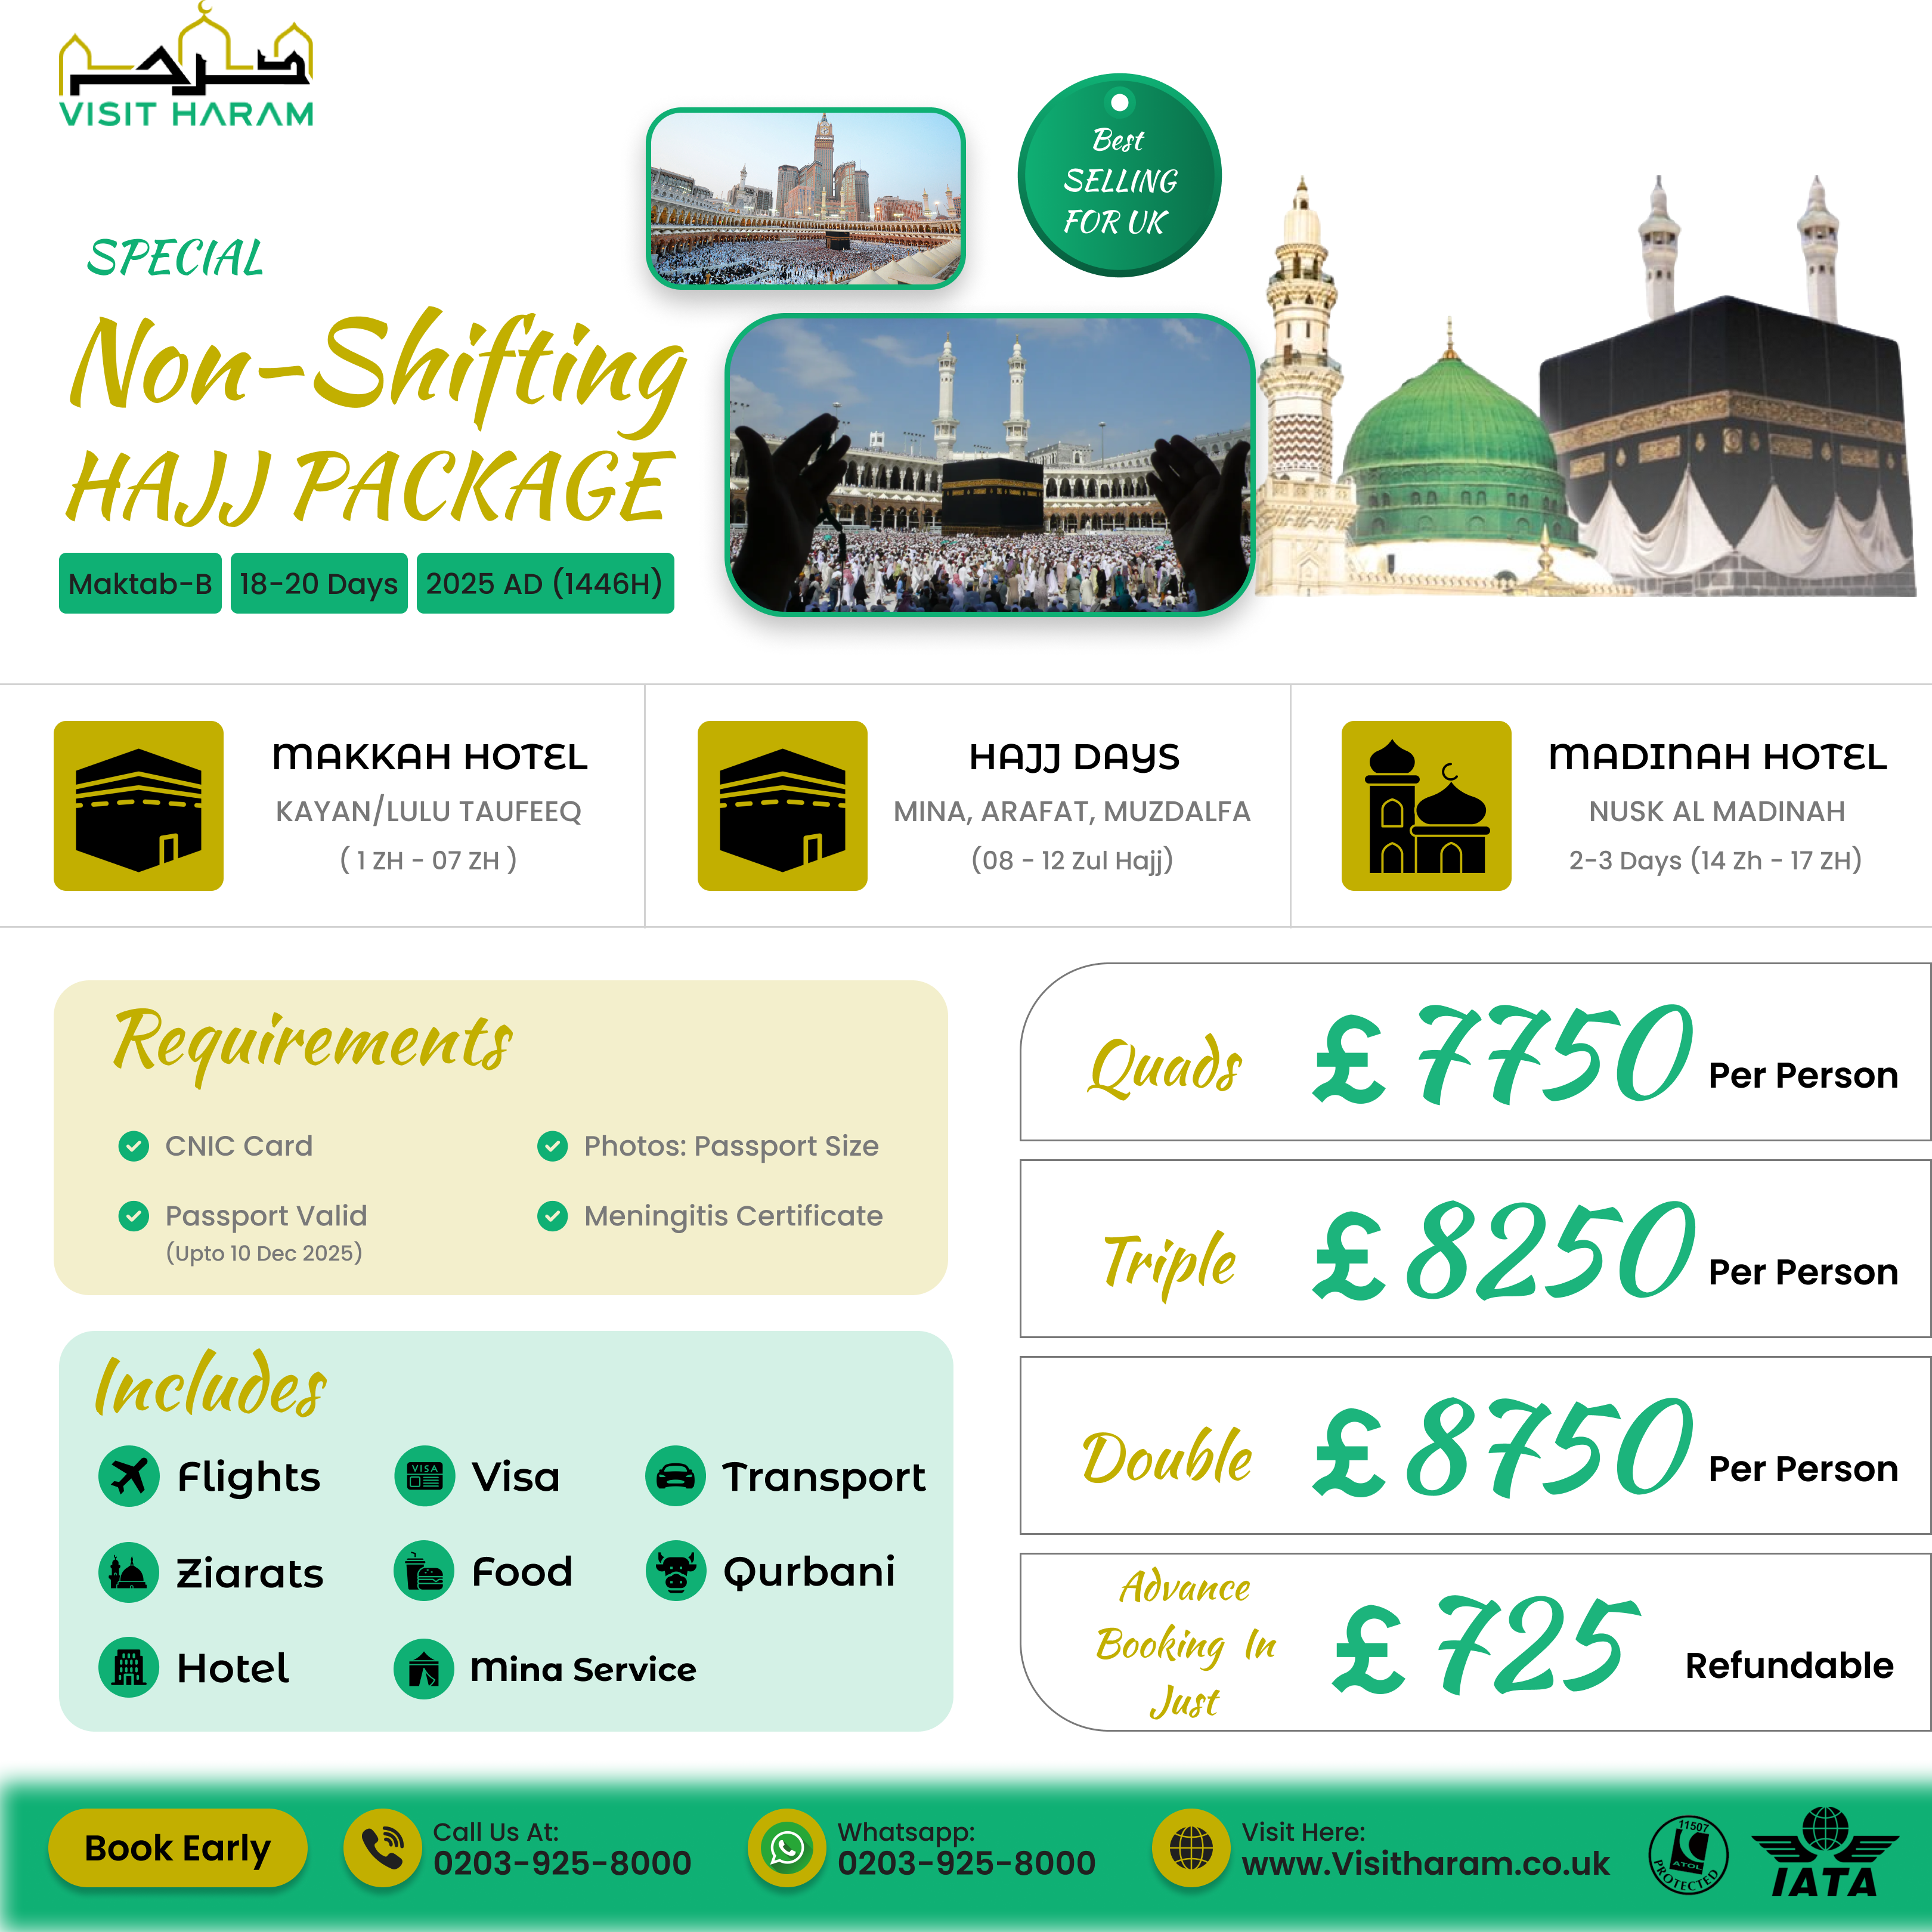 حرم
VISIT HARAM
Best
SELLING
FOR UK
SPECIAL
Non-Shifting
HAJJ PACKAGE
Maktab-B
18-20 Days
2025 AD (1446H)
MAKKAH HOTEL
KAYAN/LULU TAUFEEQ
( 1 ZH - 07 ZH )
HAJJ DAYS
MINA, ARAFAT, MUZDALFA
(08 - 12 Zul Hajj)
MADINAH HOTEL
NUSK AL MADINAH
2-3 Days (14 Zh - 17 ZH)
Requirements
CNIC Card
Photos: Passport Size
Passport Valid
(Upto 10 Dec 2025)
Meningitis Certificate
Includes
Flights
Visa
Transport
Ziarats
Food
Qurbani
Hotel
Mina Service
Quads £ 7750 Per Person
Triple £ 8250 Per Person
Double £ 8750 Per Person
Advance
Booking In
Just
£ 725 Refundable
Book Early
Call Us At:
0203-925-8000
Whatsapp:
0203-925-8000
Visit Here:
www.Visitharam.co.uk
11507
ATOL
PROTECTED
IATA